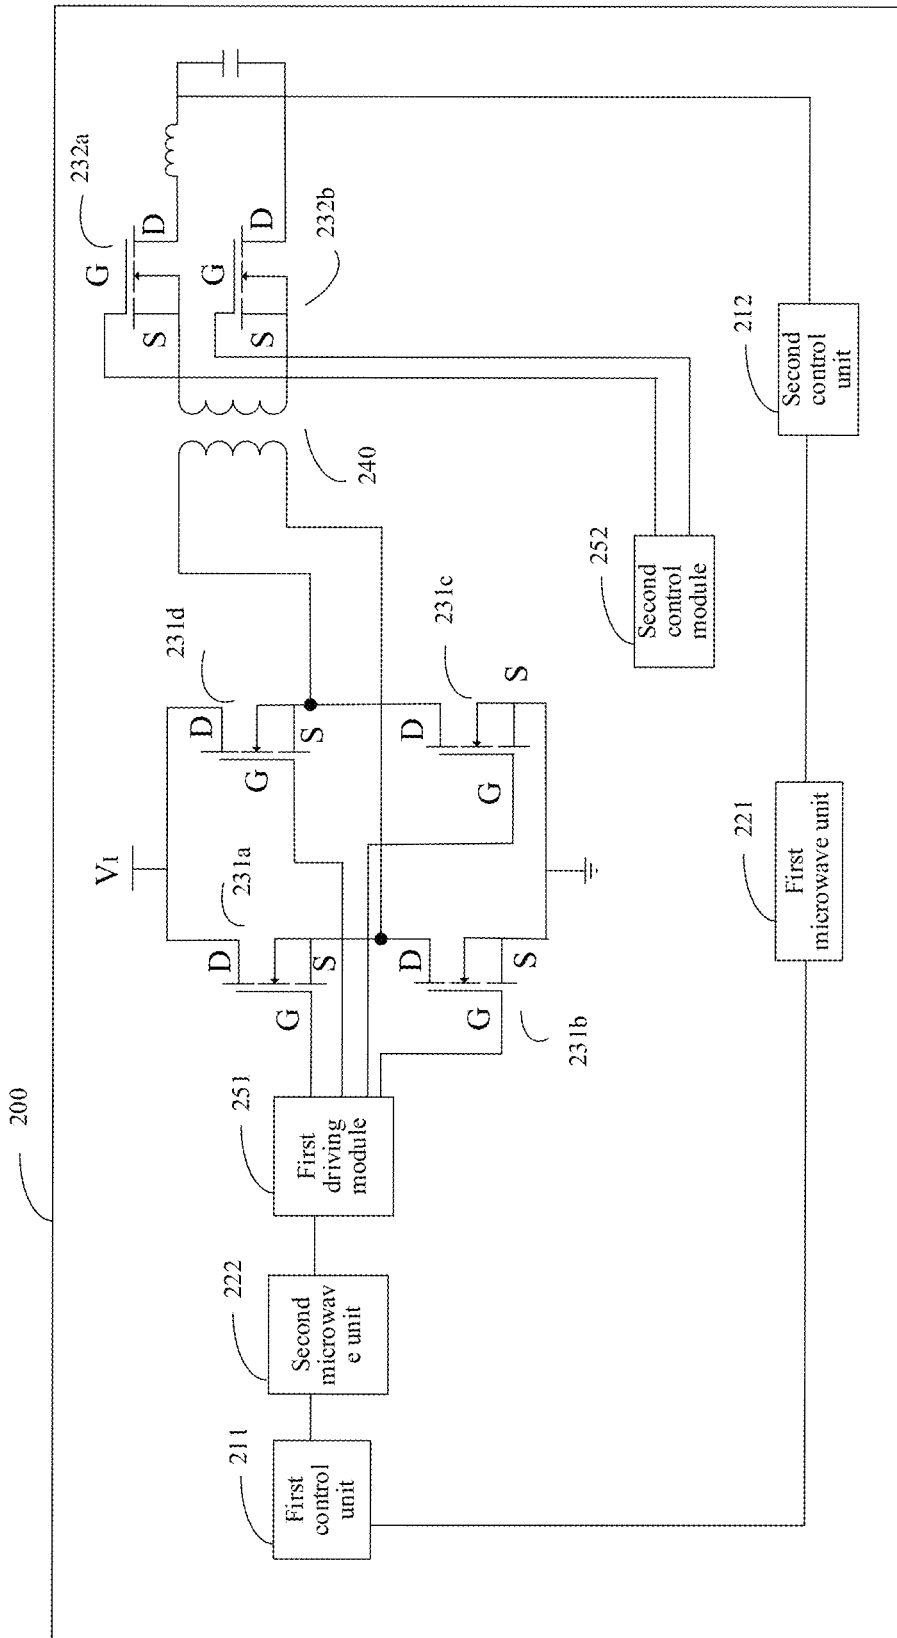 200
V1
232a
G
D
S
G
D
S
232b
240
231d
D
G
S
231a
D
G
S
231c
D
G
S
D
G
S
231b
251
First
driving
module
222
Second
microwav
e unit
211
First
control
unit
252
Second
control
module
212
Second
control
unit
221
First
microwave unit